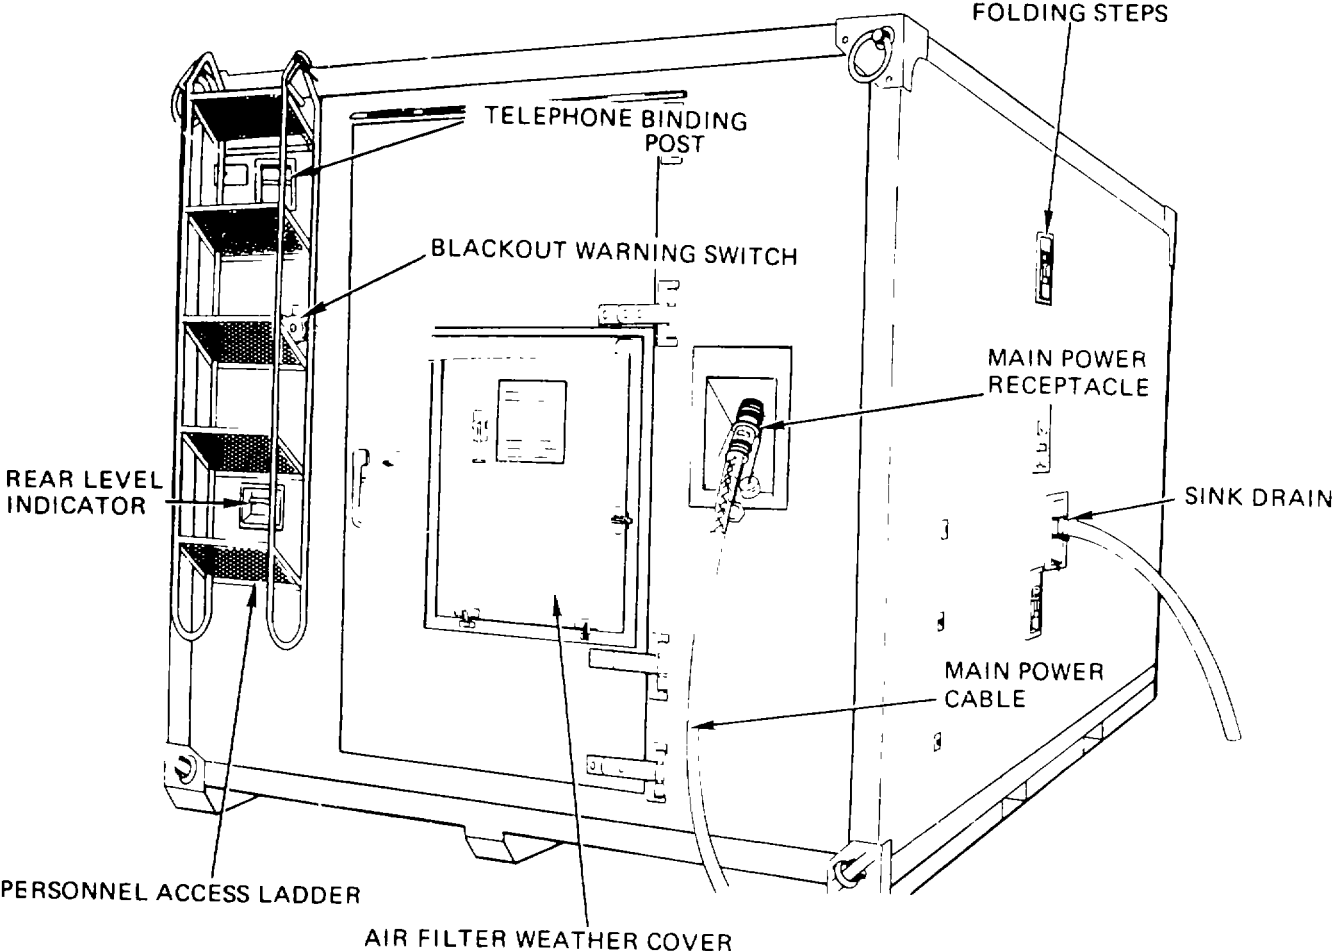 FOLDING STEPS
TELEPHONE BINDING
POST
BLACKOUT WARNING SWITCH
MAIN POWER
RECEPTACLE
REAR LEVEL
INDICATOR
SINK DRAIN
MAIN POWER
CABLE
PERSONNEL ACCESS LADDER
AIR FILTER WEATHER COVER